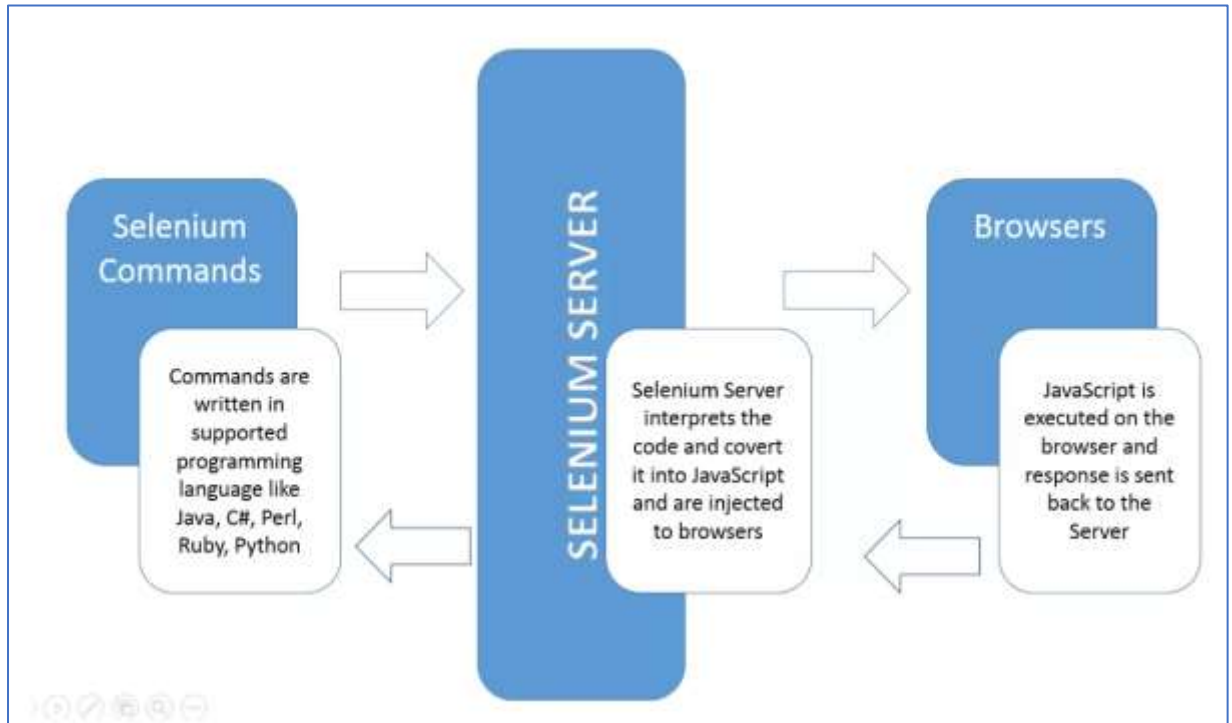 Selenium
Commands
Commands are
written in
supported
programming
language like
Java, C#, Perl,
Ruby, Python
SELENIUM SERVER
Selenium Server
interprets the
code and covert
it into JavaScript
and are injected
to browsers
Browsers
JavaScript is
executed on the
browser and
response is sent
back to the
Server